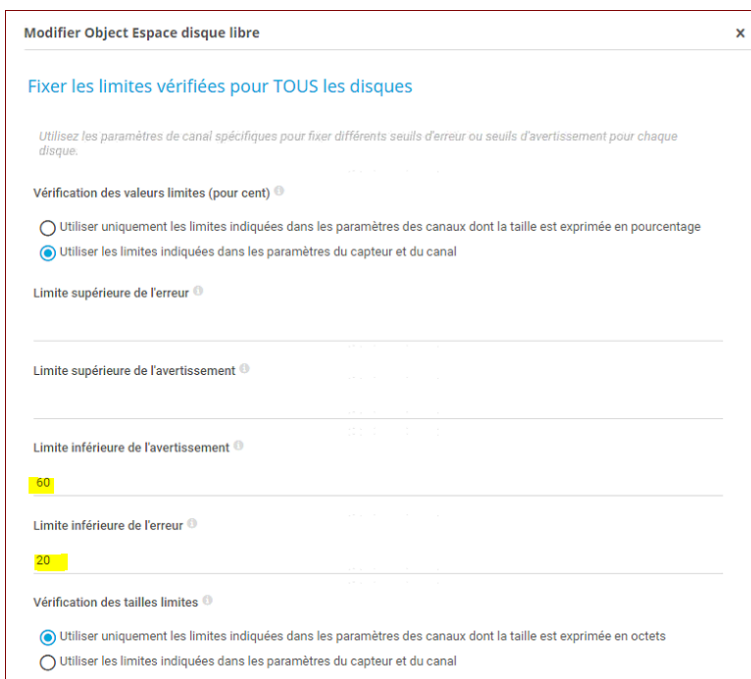 Modifier Object Espace disque libre
x
Fixer les limites vérifiées pour TOUS les disques
Utilisez les paramètres de canal spécifiques pour fixer différents seuils d'erreur ou seuils d'avertissement pour chaque
disque.
Vérification des valeurs limites (pour cent)
Utiliser uniquement les limites indiquées dans les paramètres des canaux dont la taille est exprimée en pourcentage
Utiliser les limites indiquées dans les paramètres du capteur et du canal
Limite supérieure de l'erreur
Limite supérieure de l'avertissement
Limite inférieure de l'avertissement
60
Limite inférieure de l'erreur
20
Vérification des tailles limites
Utiliser uniquement les limites indiquées dans les paramètres des canaux dont la taille est exprimée en octets
Utiliser les limites indiquées dans les paramètres du capteur et du canal